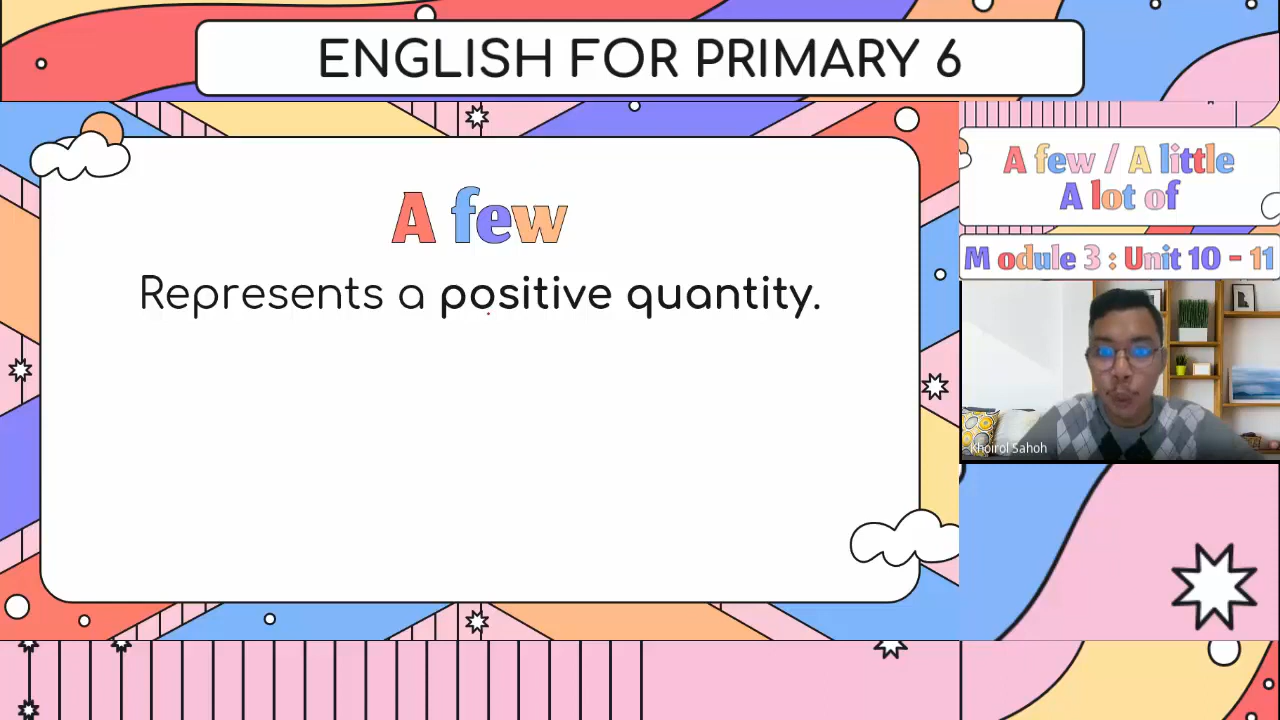 ENGLISH FOR PRIMARY 6
A few
Represents a positive quantity.
A few / A little
A lot of
Module 3 : Unit 10 - 11
Khoirol Sahoh